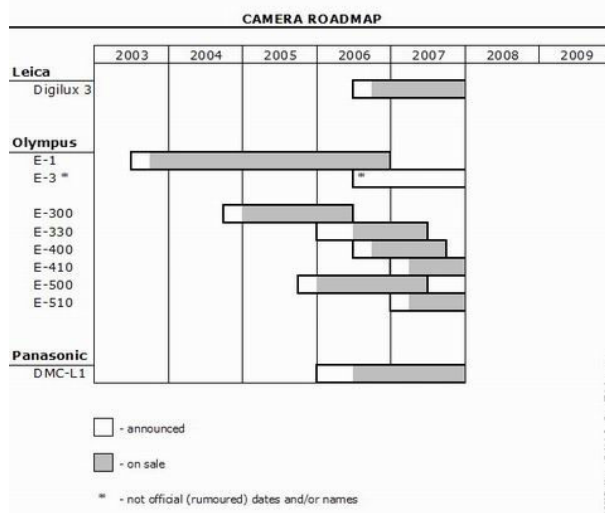 CAMERA ROADMAP
2003 2004 2005 2006 2007 2008 2009
Leica
Digilux 3
Olympus
E-1
E-3 * *
E-300
E-330
E-400
E-410
E-500
E-510
Panasonic
DMC-L1
- announced
- on sale
* - not official (rumoured) dates and/or names